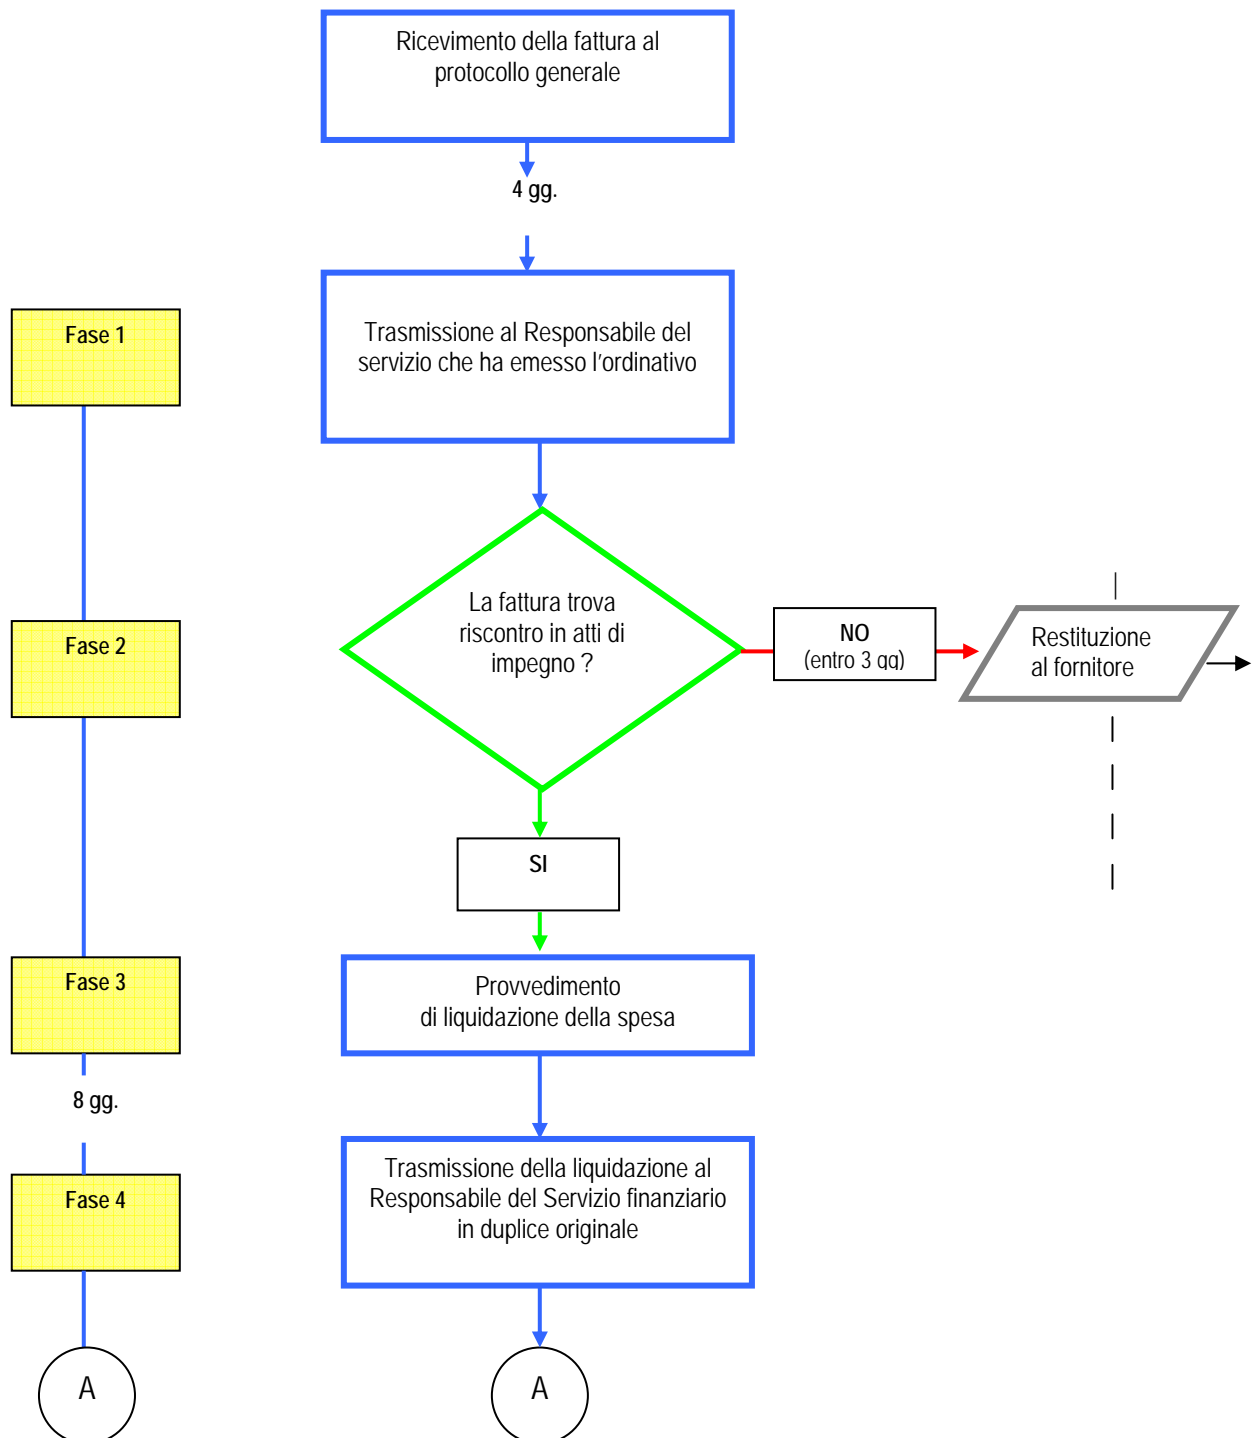 Ricevimento della fattura al
protocollo generale
4 gg.
Fase 1
Trasmissione al Responsabile del
servizio che ha emesso l'ordinativo
Fase 2
La fattura trova
riscontro in atti di
impegno ?
NO
(entro 3 gg)
Restituzione
al fornitore
SI
Fase 3
Provvedimento
di liquidazione della spesa
8 gg.
Fase 4
Trasmissione della liquidazione al
Responsabile del Servizio finanziario
in duplice originale
A
A